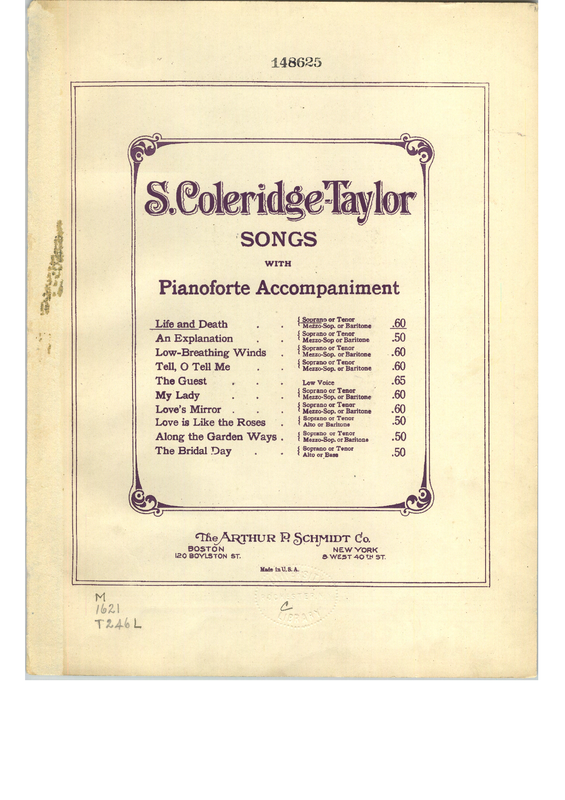 148625
S. Coleridge-Taylor
SONGS
WITH
Pianoforte Accompaniment
Life and Death . . { Soprano or Tenor .60
Mezzo-Sop. or Baritone
An Explanation . . { Soprano or Tenor .50
Mezzo-Sop or Baritone
Low-Breathing Winds . { Soprano or Tenor .60
Mezzo-Sop. or Baritone
Tell, O Tell Me . . { Soprano or Tenor .60
Mezzo-Sop. or Baritone
The Guest . . . Low Voice .65
My Lady . . . { Soprano or Tenor .60
Mezzo-Sop. or Baritone
Love's Mirror . . . { Soprano or Tenor .60
Mezzo-Sop. or Baritone
Love is Like the Roses . { Soprano or Tenor .50
Alto or Baritone
Along the Garden Ways . { Soprano or Tenor .50
Mezzo-Sop. or Baritone
The Bridal Day . . { Soprano or Tenor .50
Alto or Bass
The ARTHUR P. SCHMIDT Co.
BOSTON NEW YORK
120 BOYLSTON ST. 8 WEST 40TH ST.
Made in U. S. A.
M
1621
T246L
C
LIBRARY